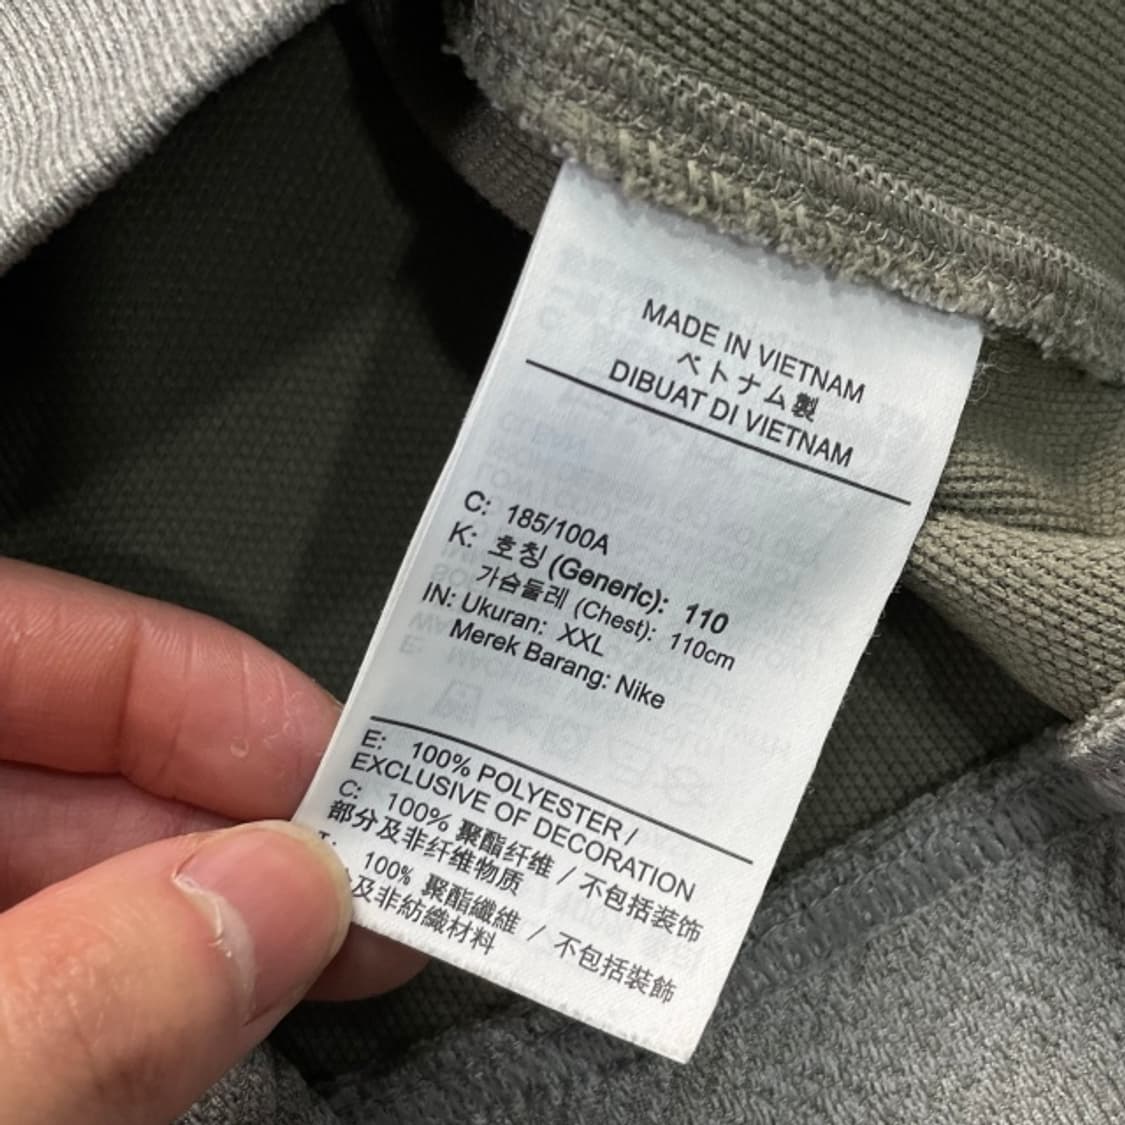 MADE IN VIETNAM
ベトナム製
DIBUAT DI VIETNAM
C: 185/100A
K: 호칭 (Generic): 110
가슴둘레 (Chest): 110cm
IN: Ukuran: XXL
Merek Barang: Nike
E: 100% POLYESTER /
EXCLUSIVE OF DECORATION
C: 100% 聚酯纤维 / 不包括装饰
部分及非纤维物质
100% 聚酯纖維 / 不包括裝飾
及非紡織材料